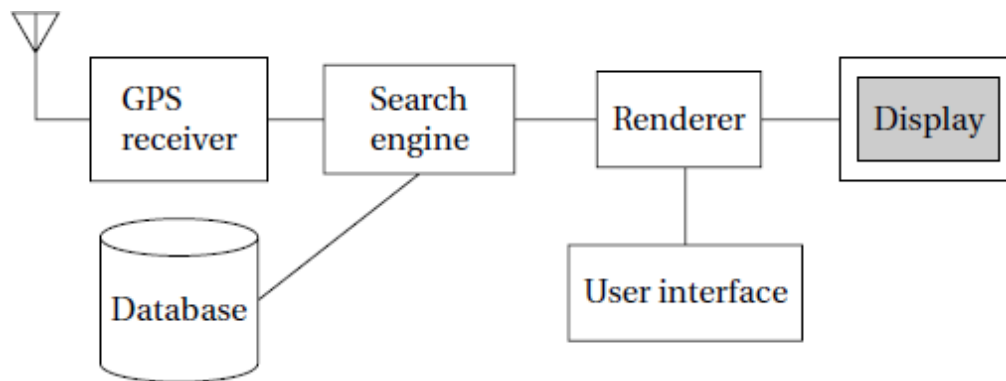 GPS
receiver
Search
engine
Renderer
Display
Database
User interface